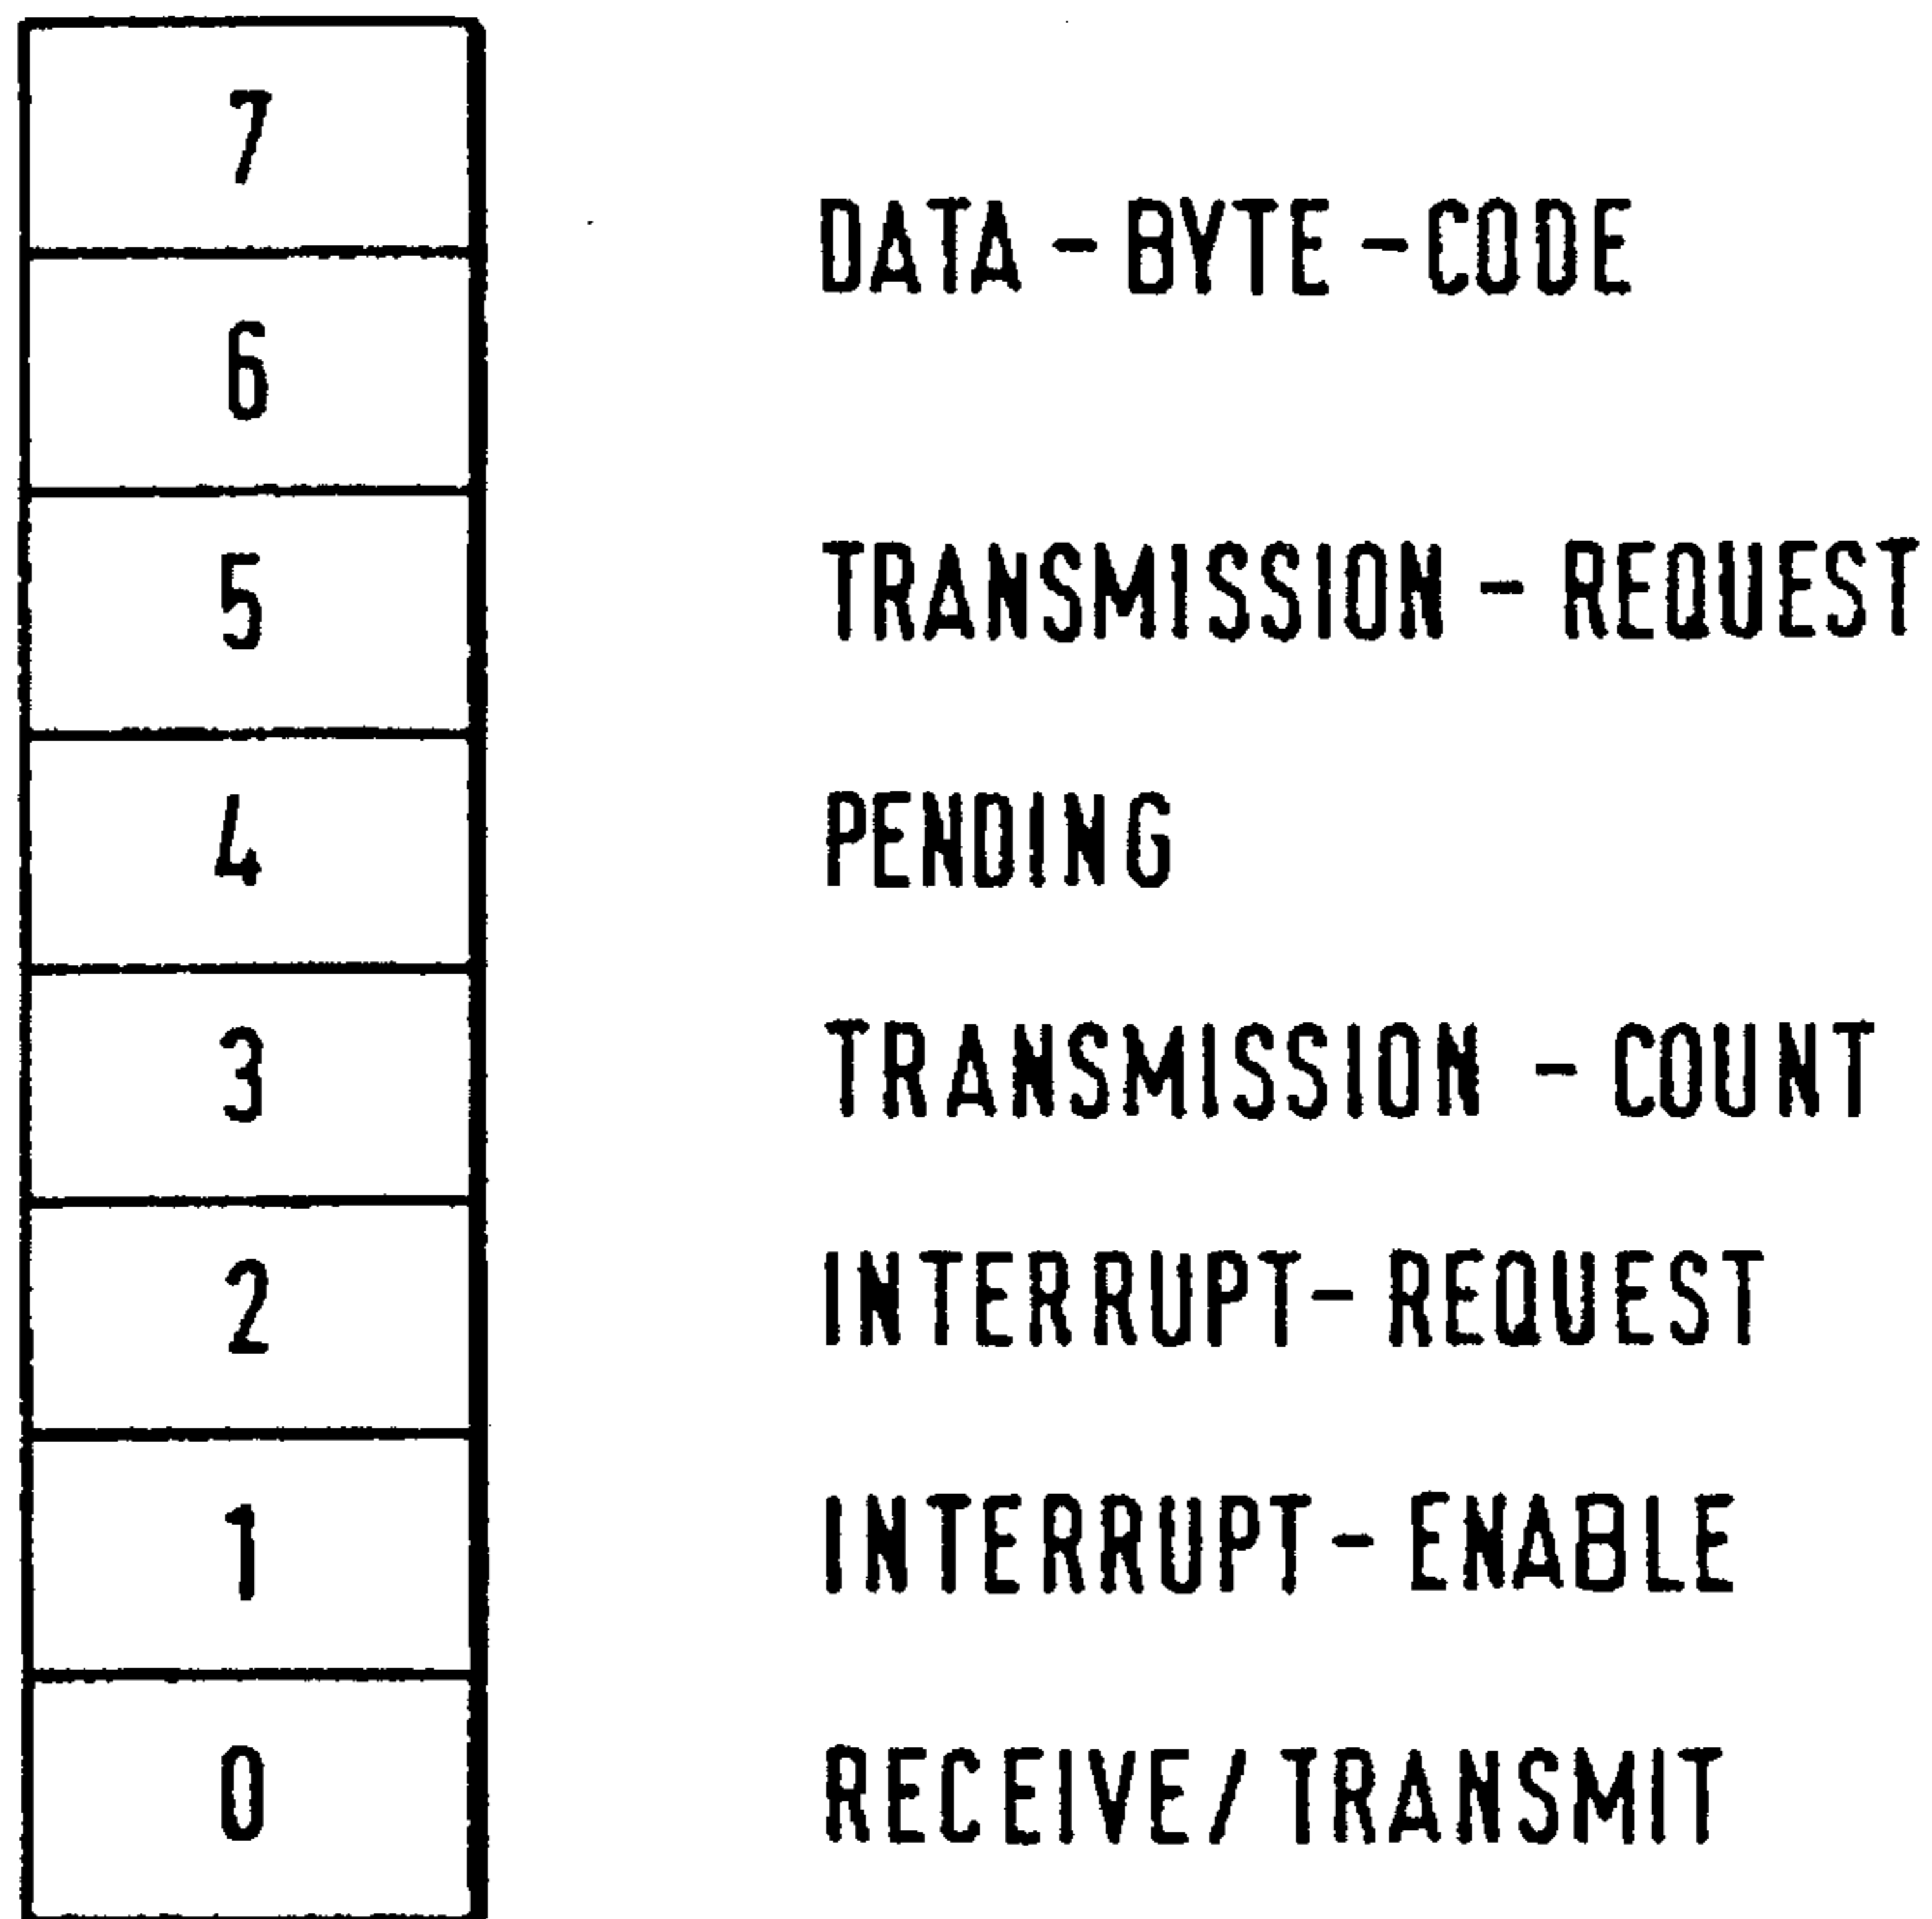 7
DATA - BYTE - CODE
6
5 TRANSMISSION - REQUEST
4 PENDING
3 TRANSMISSION - COUNT
2 INTERRUPT - REQUEST
1 INTERRUPT - ENABLE
0 RECEIVE / TRANSMIT